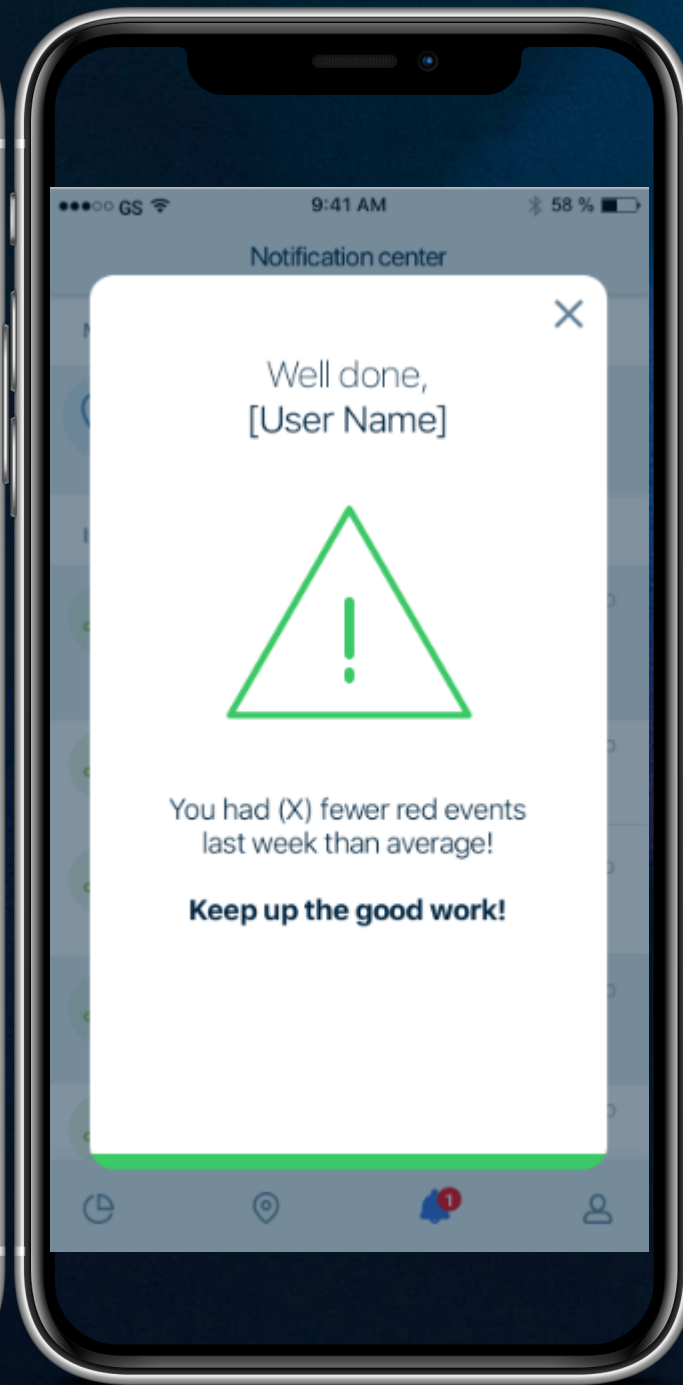 GS 9:41 AM 58 %
Notification center
Well done,
[User Name]
!
You had (X) fewer red events
last week than average!
Keep up the good work!
1